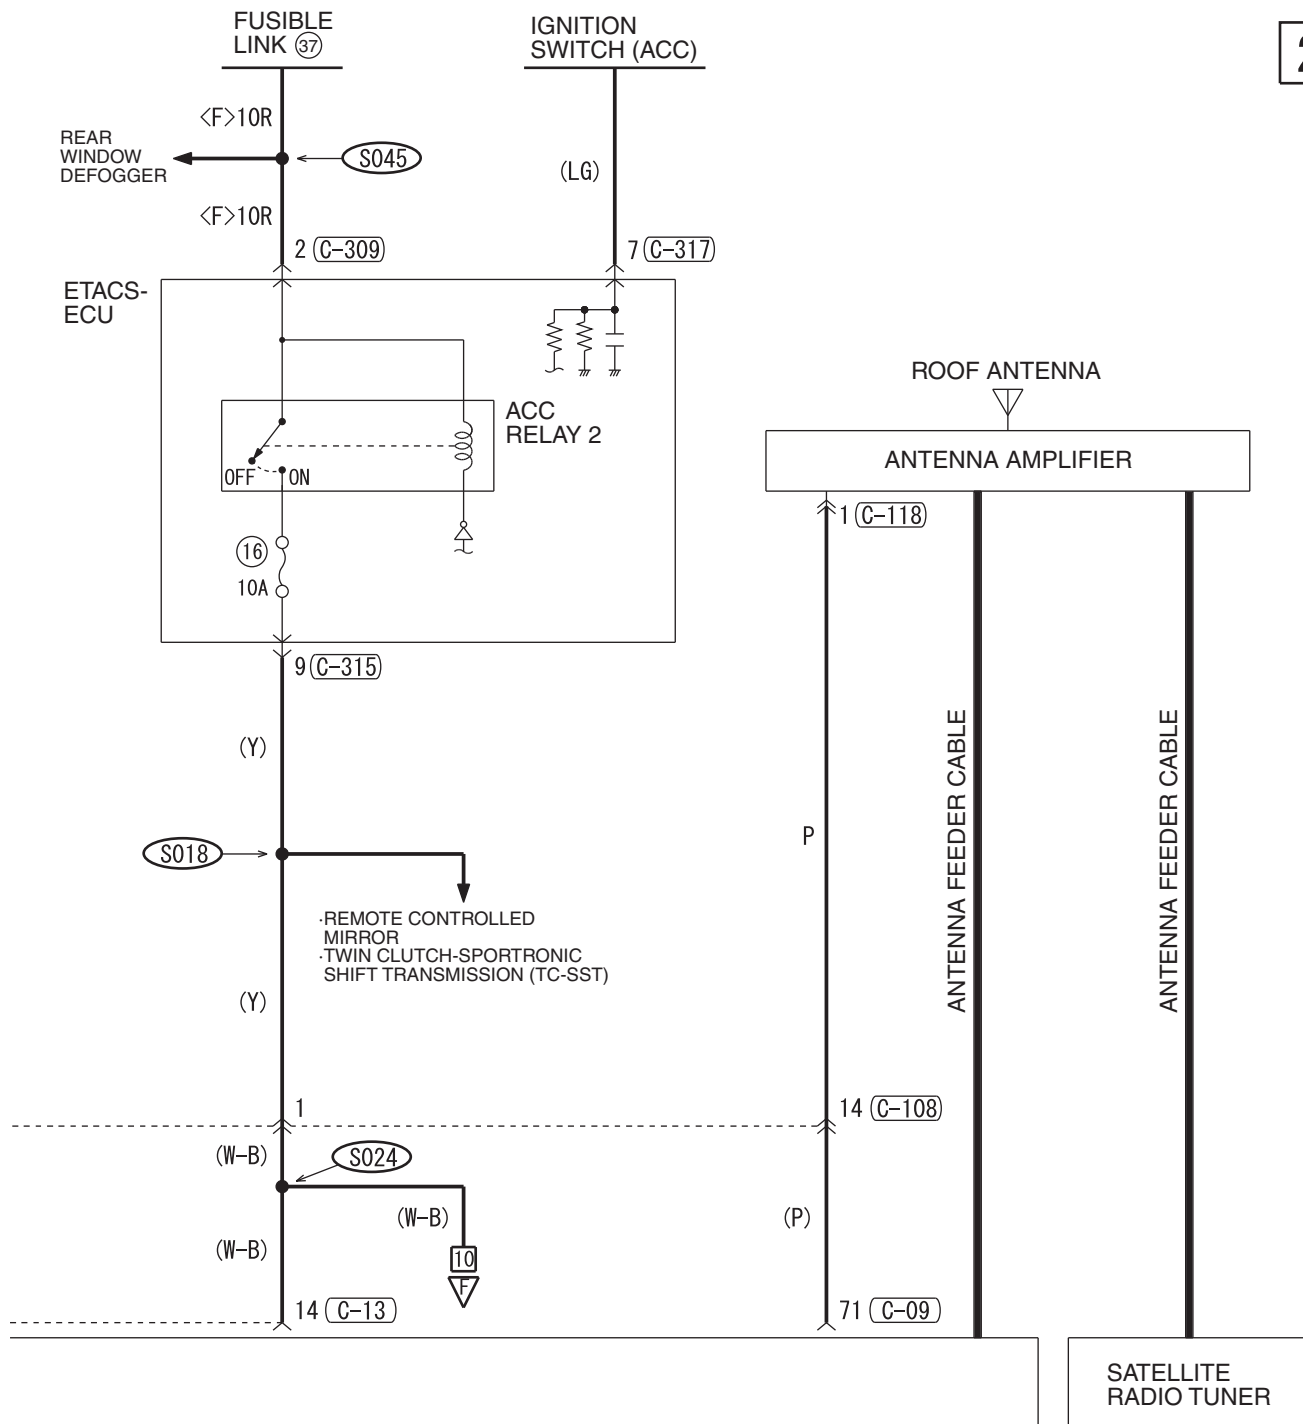 FUSIBLE
LINK 37
IGNITION
SWITCH (ACC)
<F>10R
REAR
WINDOW
DEFOGGER
S045
(LG)
<F>10R
2 C-309
7 C-317
ETACS-
ECU
ROOF ANTENNA
ACC
RELAY 2
ANTENNA AMPLIFIER
OFF ON
1 C-118
16
10A
9 C-315
(Y)
ANTENNA FEEDER CABLE
ANTENNA FEEDER CABLE
P
S018
·REMOTE CONTROLLED
MIRROR
·TWIN CLUTCH-SPORTRONIC
SHIFT TRANSMISSION (TC-SST)
(Y)
1
14 C-108
(W-B)
S024
(W-B)
(P)
(W-B)
10
F
14 C-13
71 C-09
SATELLITE
RADIO TUNER